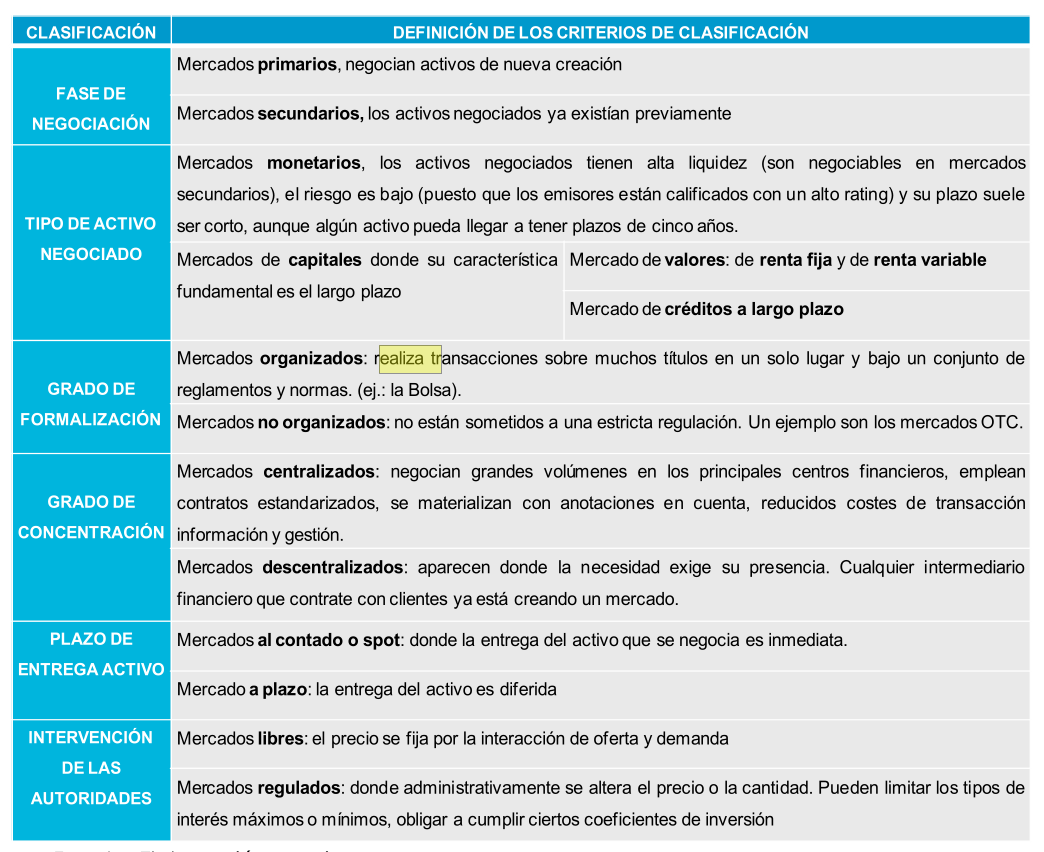 CLASIFICACIÓN
DEFINICIÓN DE LOS CRITERIOS DE CLASIFICACIÓN
FASE DE
NEGOCIACIÓN
Mercados primarios, negocian activos de nueva creación
Mercados secundarios, los activos negociados ya existían previamente
TIPO DE ACTIVO
NEGOCIADO
Mercados monetarios, los activos negociados tienen alta liquidez (son negociables en mercados
secundarios), el riesgo es bajo (puesto que los emisores están calificados con un alto rating) y su plazo suele
ser corto, aunque algún activo pueda llegar a tener plazos de cinco años.
Mercados de capitales donde su característica
fundamental es el largo plazo
Mercado de valores: de renta fija y de renta variable
Mercado de créditos a largo plazo
GRADO DE
FORMALIZACIÓN
Mercados organizados: realiza transacciones sobre muchos títulos en un solo lugar y bajo un conjunto de
reglamentos y normas. (ej.: la Bolsa).
Mercados no organizados: no están sometidos a una estricta regulación. Un ejemplo son los mercados OTC.
GRADO DE
CONCENTRACIÓN
Mercados centralizados: negocian grandes volúmenes en los principales centros financieros, emplean
contratos estandarizados, se materializan con anotaciones en cuenta, reducidos costes de transacción
información y gestión.
Mercados descentralizados: aparecen donde la necesidad exige su presencia. Cualquier intermediario
financiero que contrate con clientes ya está creando un mercado.
PLAZO DE
ENTREGA ACTIVO
Mercados al contado o spot: donde la entrega del activo que se negocia es inmediata.
Mercado a plazo: la entrega del activo es diferida
INTERVENCIÓN
DE LAS
AUTORIDADES
Mercados libres: el precio se fija por la interacción de oferta y demanda
Mercados regulados: donde administrativamente se altera el precio o la cantidad. Pueden limitar los tipos de
interés máximos o mínimos, obligar a cumplir ciertos coeficientes de inversión